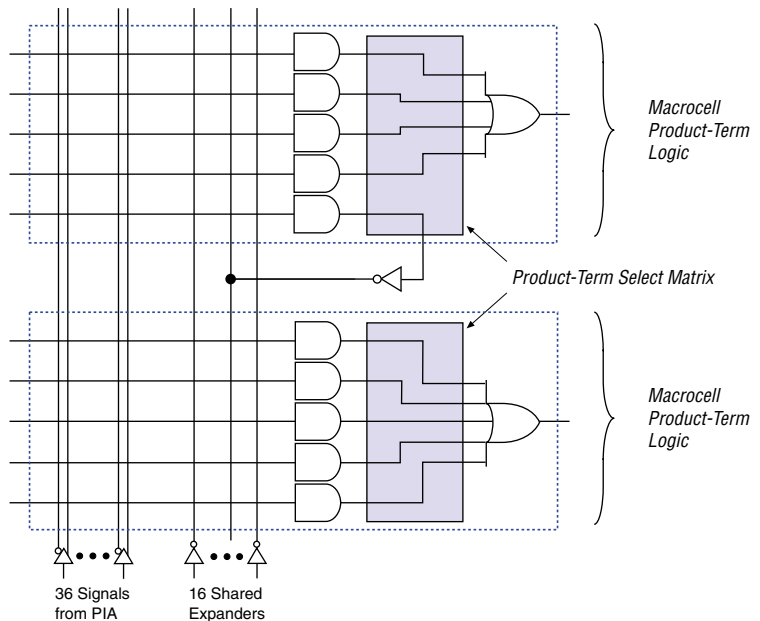 Macrocell
Product-Term
Logic
Product-Term Select Matrix
Macrocell
Product-Term
Logic
36 Signals
from PIA
16 Shared
Expanders